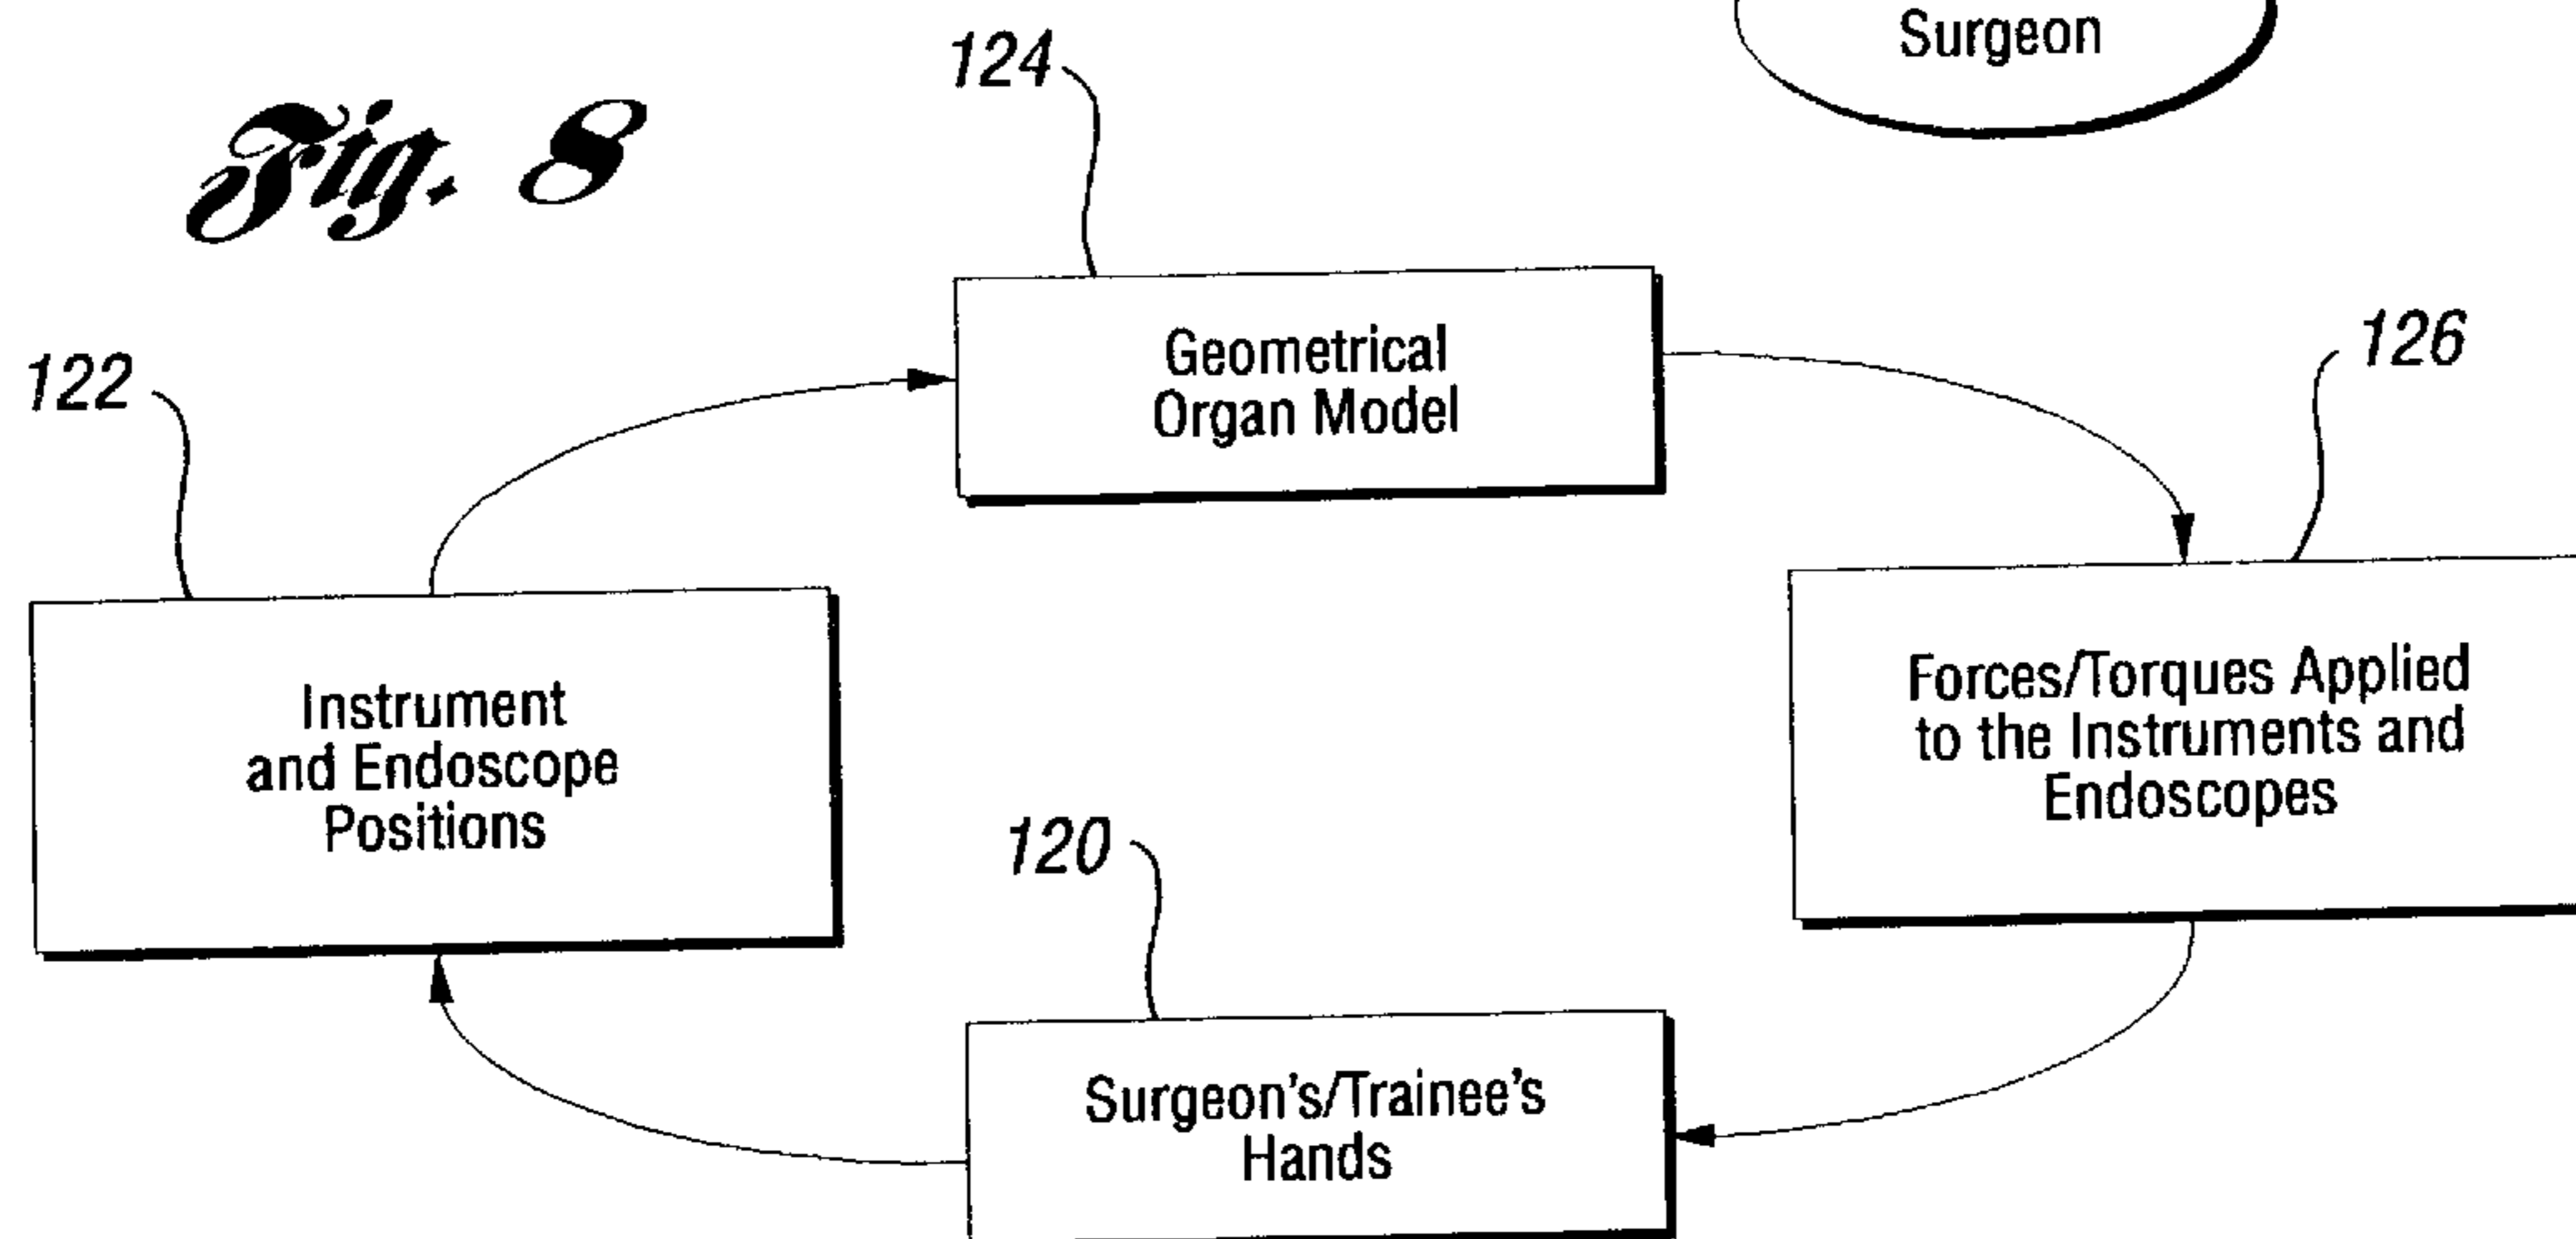 Surgeon
Fig. 8
124
Geometrical
Organ Model
122
126
Instrument
and Endoscope
Positions
Forces/Torques Applied
to the Instruments and
Endoscopes
120
Surgeon's/Trainee's
Hands